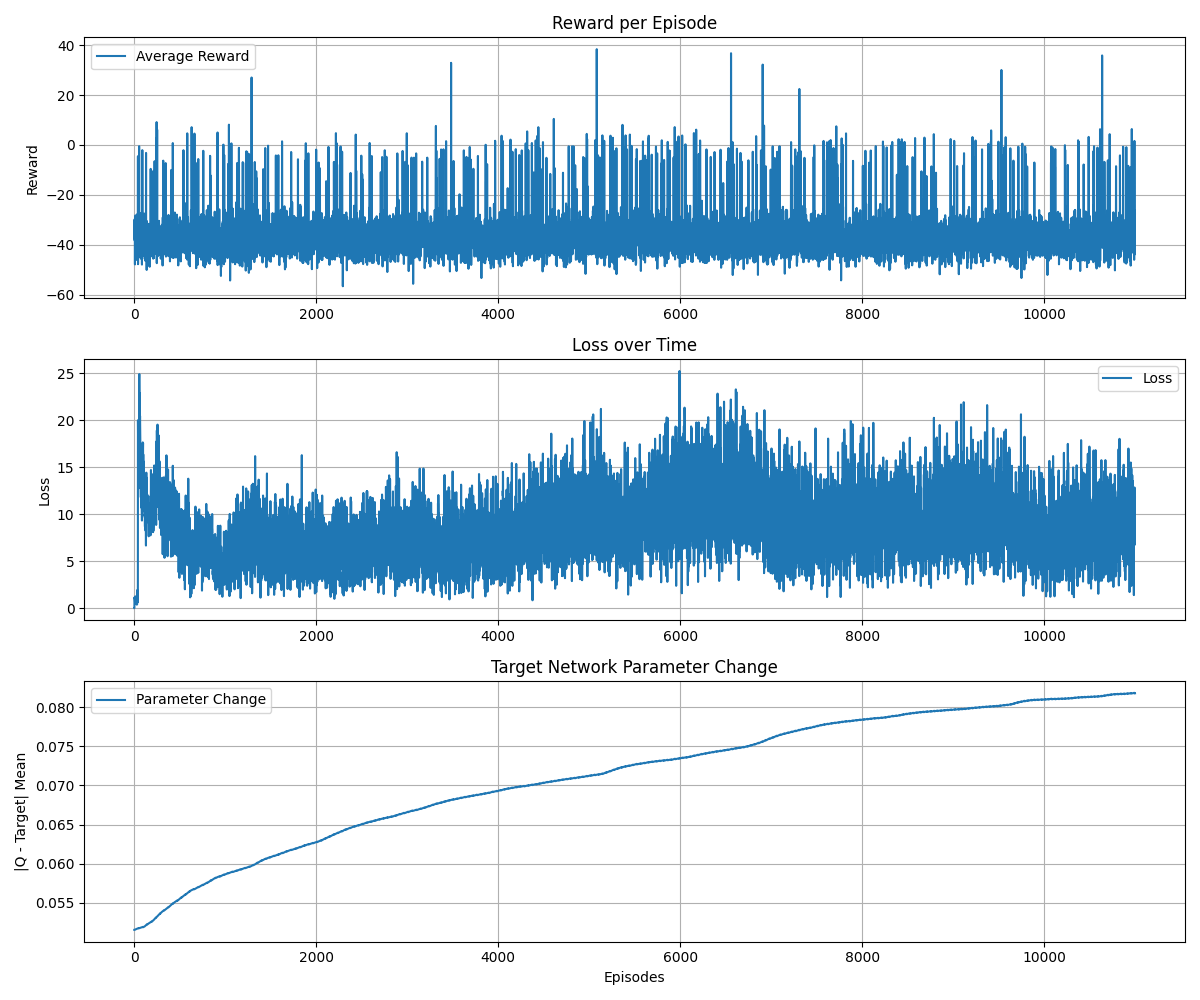 Reward per Episode
Average Reward
Reward
40
20
0
−20
−40
−60
0 2000 4000 6000 8000 10000
Loss over Time
Loss
Loss
25
20
15
10
5
0
0 2000 4000 6000 8000 10000
Target Network Parameter Change
Parameter Change
|Q - Target| Mean
0.080
0.075
0.070
0.065
0.060
0.055
0 2000 4000 6000 8000 10000
Episodes